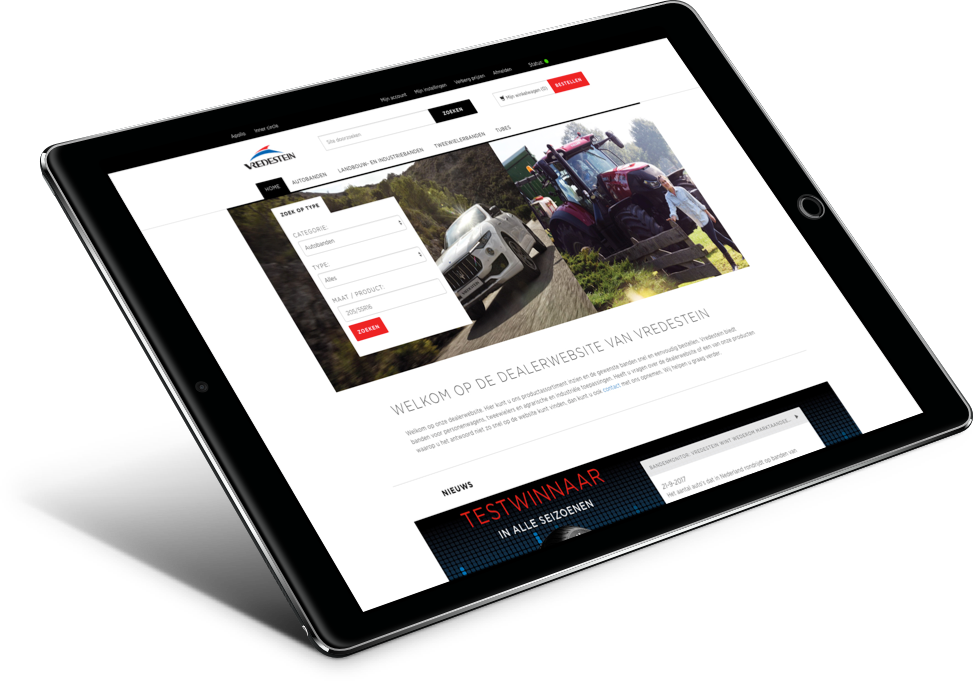 Apollo Inner circle Mijn account Mijn instellingen Verberg prijzen Afmelden Status:
VREDESTEIN
Site doorzoeken
ZOEKEN
Mijn winkelwagen (0)
BESTELLEN
HOME AUTOBANDEN LANDBOUW- EN INDUSTRIEBANDEN TWEEWIELERBANDEN TUBES
ZOEK OP TYPE
CATEGORIE:
Autobanden
TYPE:
Alles
MAAT / PRODUCT:
205/55R16
ZOEKEN
WELKOM OP DE DEALERWEBSITE VAN VREDESTEIN
Welkom op onze dealerwebsite. Hier kunt u ons productassortiment inzien en de gewenste banden snel en eenvoudig bestellen. Vredestein biedt
banden voor personenwagens, tweewielers en agrarische en industriële toepassingen. Heeft u vragen over de dealerwebsite of een van onze producten
waarop u het antwoord niet zo snel op de website kunt vinden, dan kunt u ook contact met ons opnemen. Wij helpen u graag verder.
NIEUWS
TESTWINNAAR
IN ALLE SEIZOENEN
BANDENMONITOR: VREDESTEIN WINT WEDEROM MARKTAANDEE...
21-9-2017
Het aantal auto's dat in Nederland rondrijdt op banden van